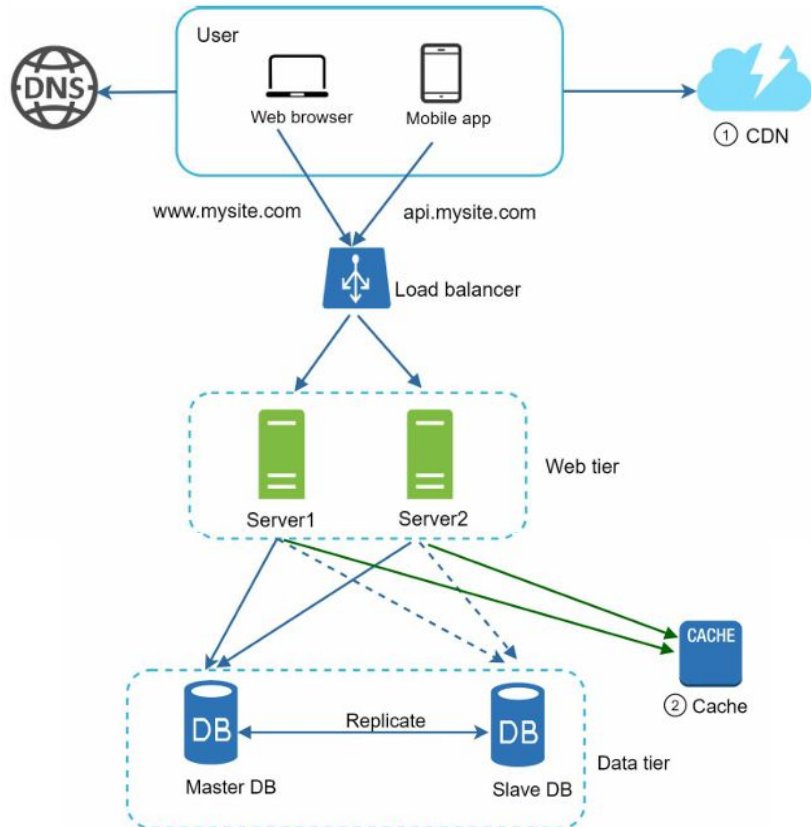 User
DNS
Web browser
Mobile app
① CDN
www.mysite.com
api.mysite.com
Load balancer
Web tier
Server1
Server2
CACHE
② Cache
DB
Replicate
DB
Master DB
Slave DB
Data tier